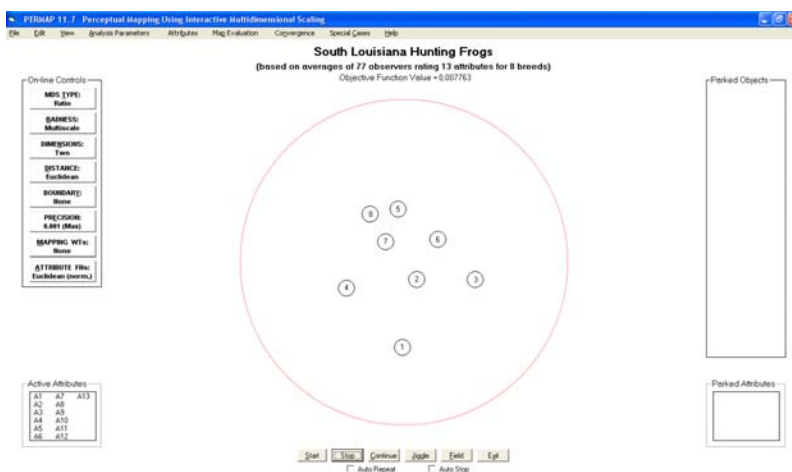 PERMAP 11.7 Perceptual Mapping Using Interactive Multidimensional Scaling
File Edit View Analysis Parameters Attributes Map Evaluation Convergence Special Cases Help
South Louisiana Hunting Frogs
(based on averages of 77 observers rating 13 attributes for 8 breeds)
Objective Function Value = 0.007763
On-line Controls
MDS TYPE:
Ratio
BADNESS:
Multiscale
DIMENSIONS:
Two
DISTANCE:
Euclidean
BOUNDARY:
None
PRECISION:
0.001 (Max)
MAPPING WTs:
None
ATTRIBUTE FNs:
Euclidean (norm.)
Parked Objects
8
5
7
6
2
3
4
1
Active Attributes
A1 A7 A13
A2 A8
A3 A9
A4 A10
A5 A11
A6 A12
Parked Attributes
Start Stop Continue Jiggle Field Exit
Auto Repeat Auto Stop